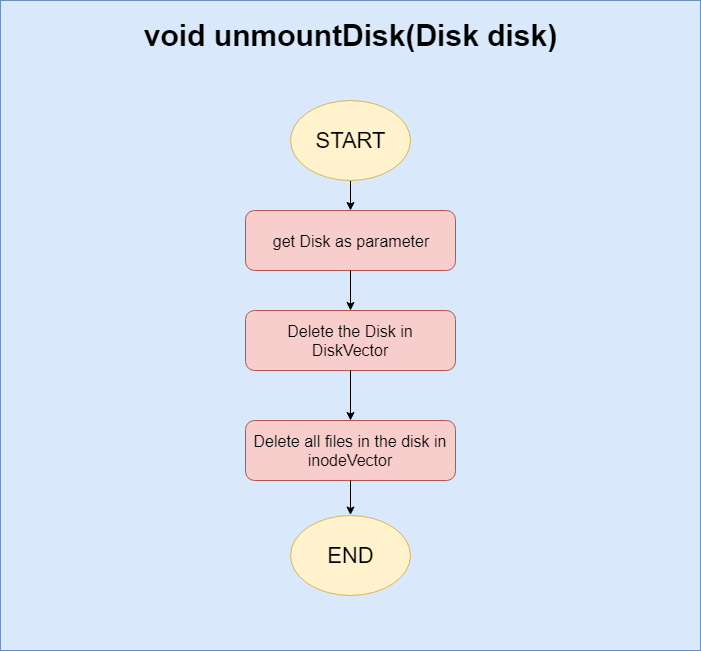 void unmountDisk(Disk disk)
START
get Disk as parameter
Delete the Disk in
DiskVector
Delete all files in the disk in
inodeVector
END